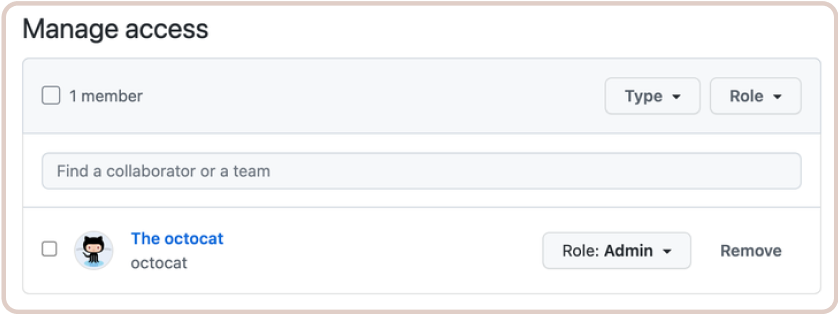 Manage access
1 member
Type
Role
Find a collaborator or a team
The octocat
octocat
Role: Admin
Remove